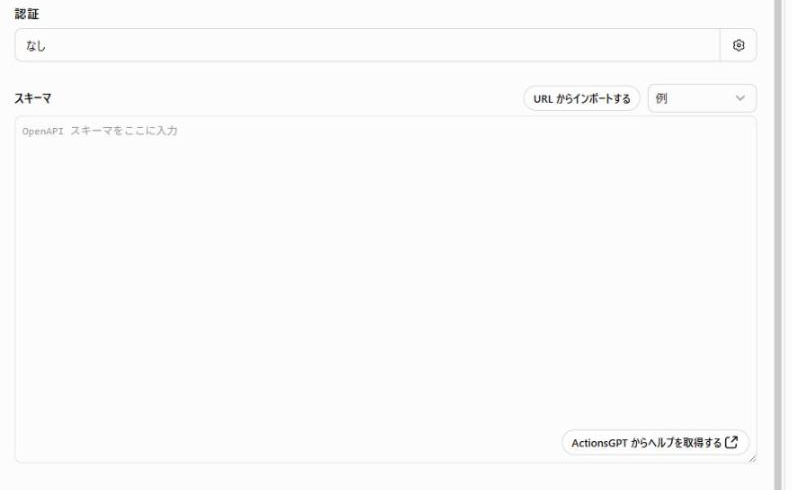 認証
なし
スキーマ
URL からインポートする
例
OpenAPI スキーマをここに入力
ActionsGPT からヘルプを取得する